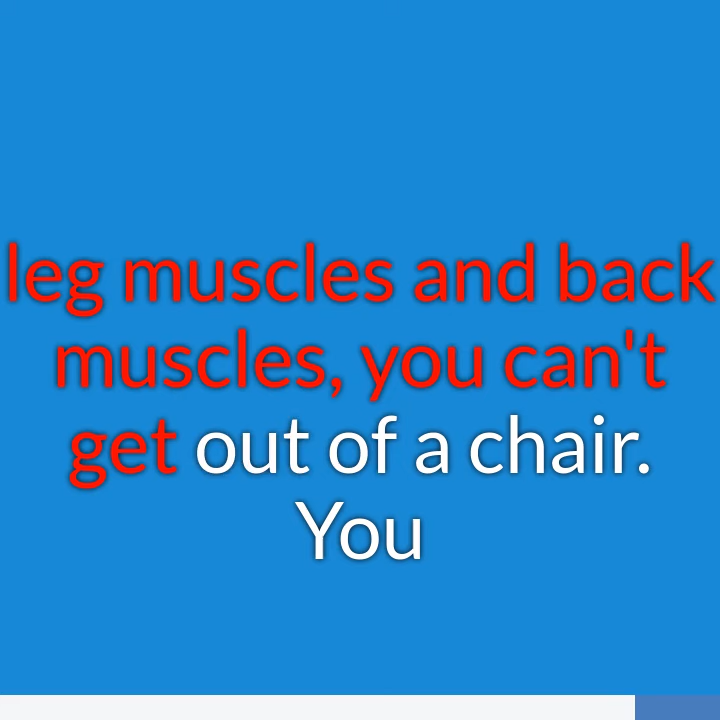 leg muscles and back
muscles, you can't
get out of a chair.
You